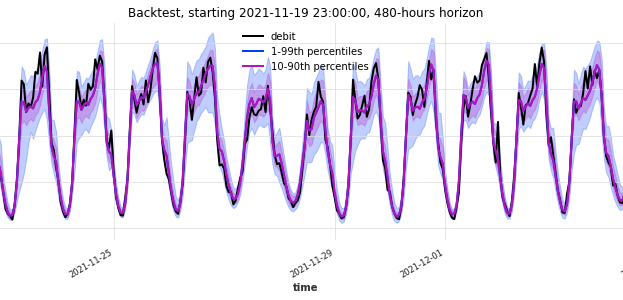 Backtest, starting 2021-11-19 23:00:00, 480-hours horizon
debit
1-99th percentiles
10-90th percentiles
2021-11-25
2021-11-29
2021-12-01
time